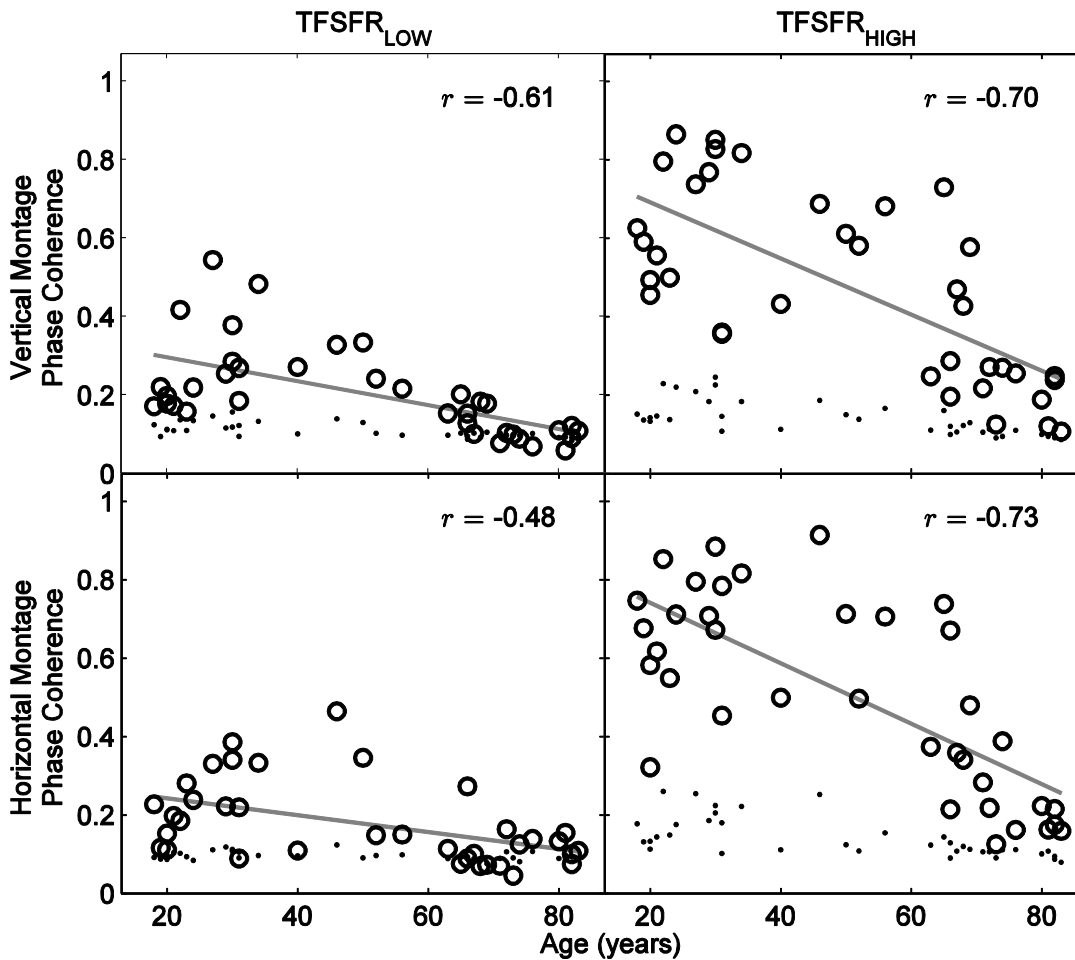 TFSFRLOW
TFSFRHIGH
Vertical Montage
Phase Coherence
1
0.8
0.6
0.4
0.2
0
r = -0.61
r = -0.70
Horizontal Montage
Phase Coherence
1
0.8
0.6
0.4
0.2
0
r = -0.48
r = -0.73
20 40 60 80
20 40 60 80
Age (years)